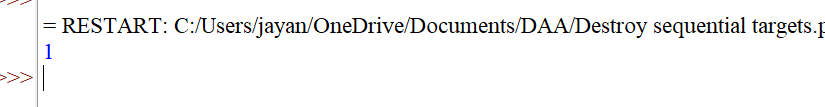 = RESTART: C:/Users/jayan/OneDrive/Documents/DAA/Destroy sequential targets.p
1
>>>